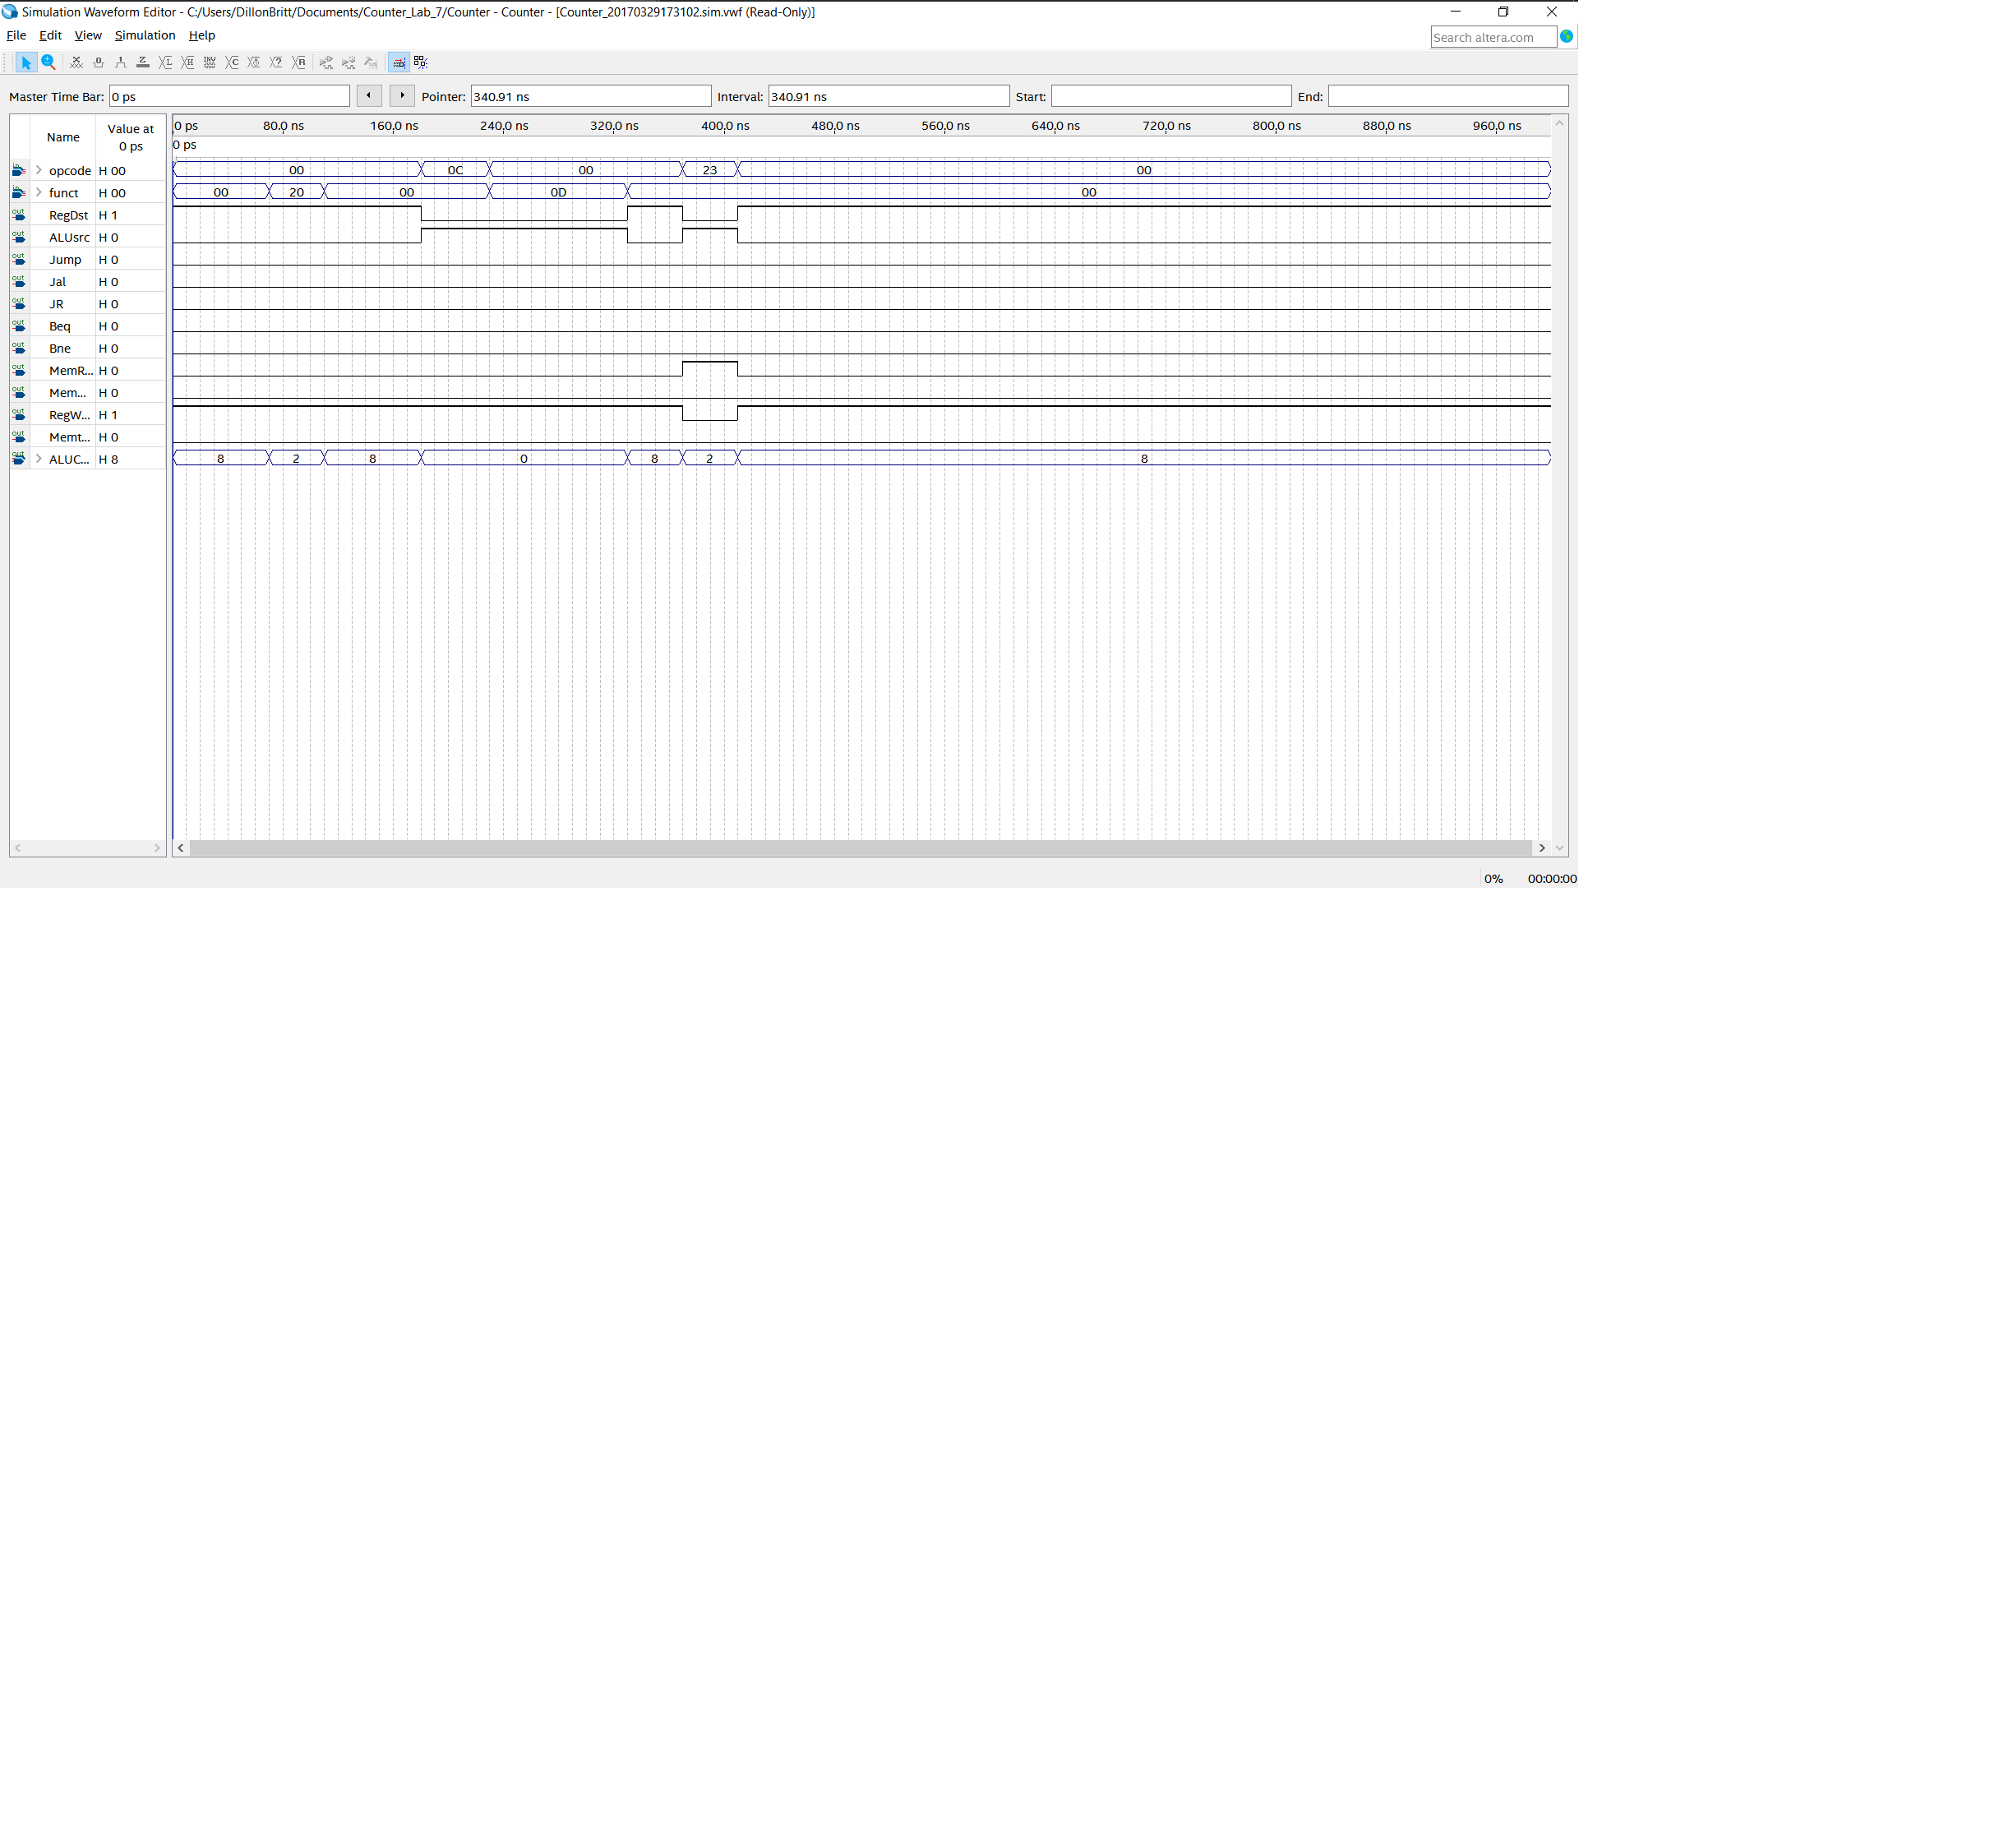 Simulation Waveform Editor - C:/Users/DillonBritt/Documents/Counter_Lab_7/Counter - Counter - [Counter_20170329173102.sim.vwf (Read-Only)]
File Edit View Simulation Help
Search altera.com
Master Time Bar: 0 ps Pointer: 340.91 ns Interval: 340.91 ns Start: End:
Name Value at 0 ps
0 ps 80.0 ns 160.0 ns 240.0 ns 320.0 ns 400.0 ns 480.0 ns 560.0 ns 640.0 ns 720.0 ns 800.0 ns 880.0 ns 960.0 ns
0 ps
opcode H 00 00 0C 00 23 00
funct H 00 00 20 00 0D 00
RegDst H 1
ALUsrc H 0
Jump H 0
Jal H 0
JR H 0
Beq H 0
Bne H 0
MemR... H 0
Mem... H 0
RegW... H 1
Memt... H 0
ALUC... H 8 8 2 8 0 8 2 8
0% 00:00:00